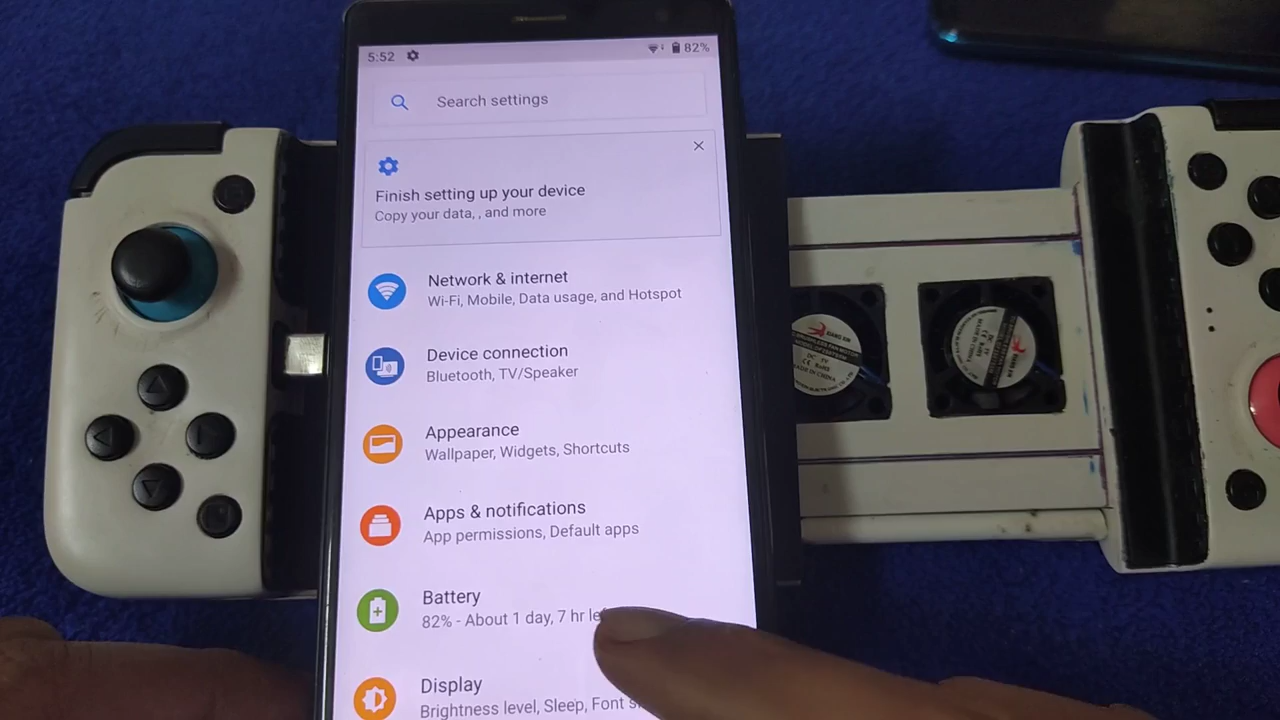 5:52
82%
Search settings
Finish setting up your device
Copy your data, , and more
Network & internet
Wi-Fi, Mobile, Data usage, and Hotspot
Device connection
Bluetooth, TV/Speaker
Appearance
Wallpaper, Widgets, Shortcuts
Apps & notifications
App permissions, Default apps
Battery
82% - About 1 day, 7 hr
Display
Brightness level, Sleep, Font